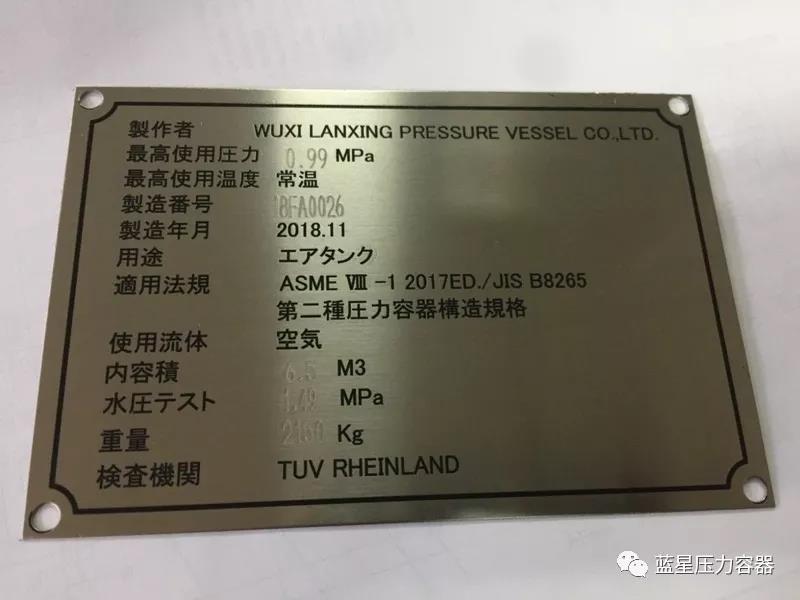 製作者 WUXI LANXING PRESSURE VESSEL CO.,LTD.
最高使用圧力 0.99 MPa
最高使用温度 常温
製造番号 18FA0026
製造年月 2018.11
用途 エアタンク
適用法規 ASME Ⅷ -1 2017ED./JIS B8265
第二種圧力容器構造規格
使用流体 空気
内容積 6.5 M3
水圧テスト 1.49 MPa
重量 2160 Kg
検査機関 TUV RHEINLAND
蓝星压力容器